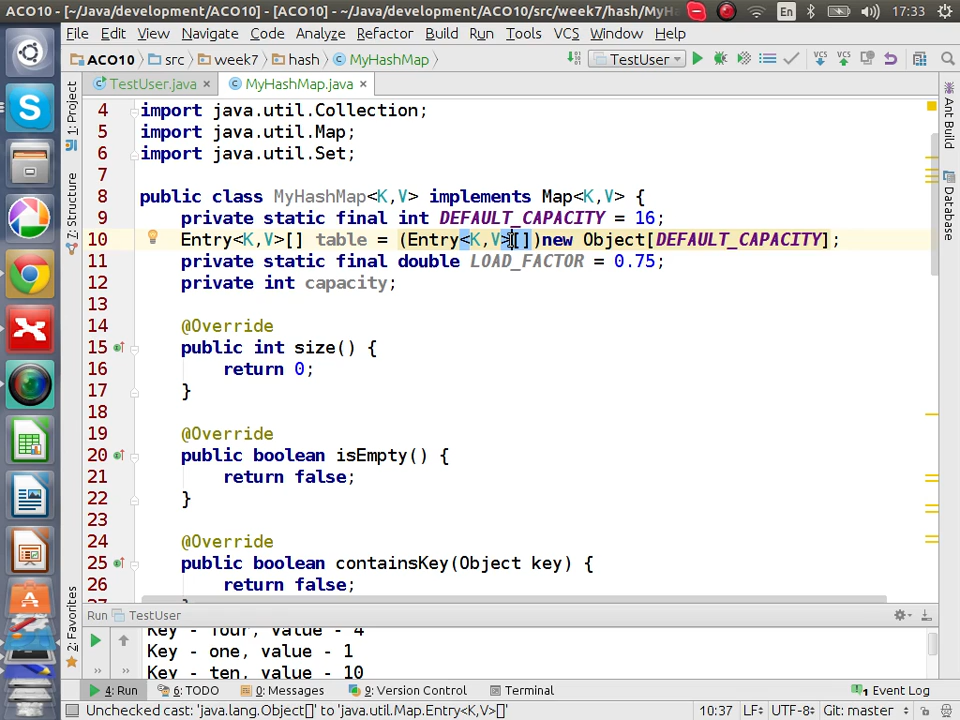 ACO10 - [~/Java/development/ACO10] - [ACO10] - ~/Java/development/ACO10/src/week7/hash/MyH
En 17:33
File Edit View Navigate Code Analyze Refactor Build Run Tools VCS Window Help
ACO10 src week7 hash MyHashMap TestUser VCS VCS
TestUser.java × MyHashMap.java ×
1: Project
7: Structure
2: Favorites
Ant Build
Database
4 import java.util.Collection;
5 import java.util.Map;
6 import java.util.Set;
7
8 public class MyHashMap<K,V> implements Map<K,V> {
9 private static final int DEFAULT_CAPACITY = 16;
10 Entry<K,V>[] table = (Entry<K,V>[])new Object[DEFAULT_CAPACITY];
11 private static final double LOAD_FACTOR = 0.75;
12 private int capacity;
13
14 @Override
15 public int size() {
16 return 0;
17 }
18
19 @Override
20 public boolean isEmpty() {
21 return false;
22 }
23
24 @Override
25 public boolean containsKey(Object key) {
26 return false;
Run TestUser
Key - four, value - 4
Key - one, value - 1
Key - ten, value - 10
4: Run 6: TODO 0: Messages 9: Version Control Terminal 1 Event Log
Unchecked cast: 'java.lang.Object[]' to 'java.util.Map.Entry<K,V>[]' 10:37 LF÷ UTF-8÷ Git: master